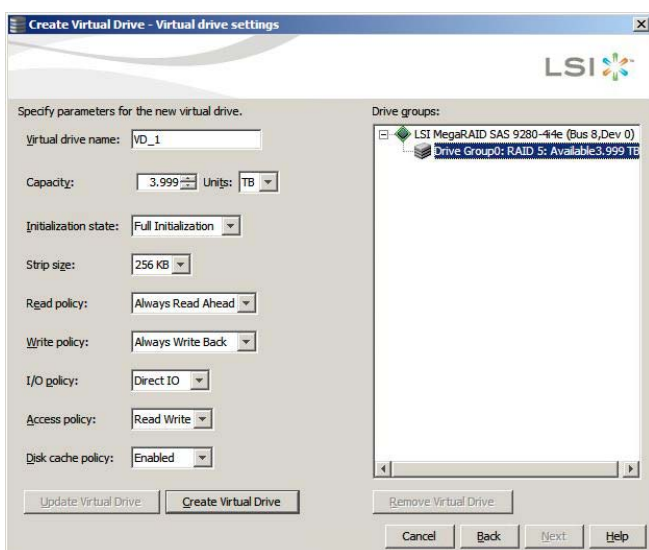 Create Virtual Drive - Virtual drive settings
LSI
Specify parameters for the new virtual drive.
Virtual drive name: VD_1
Capacity: 3.999 Units: TB
Initialization state: Full Initialization
Strip size: 256 KB
Read policy: Always Read Ahead
Write policy: Always Write Back
I/O policy: Direct IO
Access policy: Read Write
Disk cache policy: Enabled
Update Virtual Drive Create Virtual Drive
Drive groups:
LSI MegaRAID SAS 9280-4i4e (Bus 8,Dev 0)
Drive Group0: RAID 5: Available3.999 TB
Remove Virtual Drive
Cancel Back Next Help